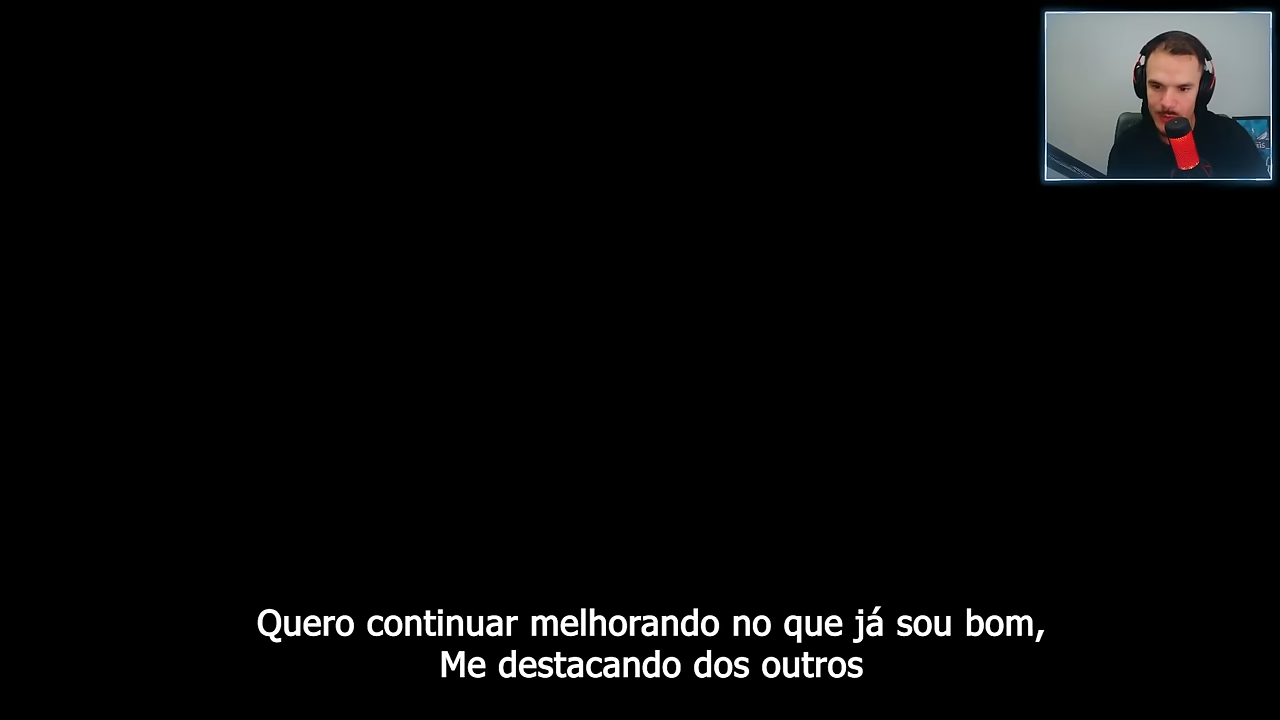 Quero continuar melhorando no que já sou bom,
Me destacando dos outros